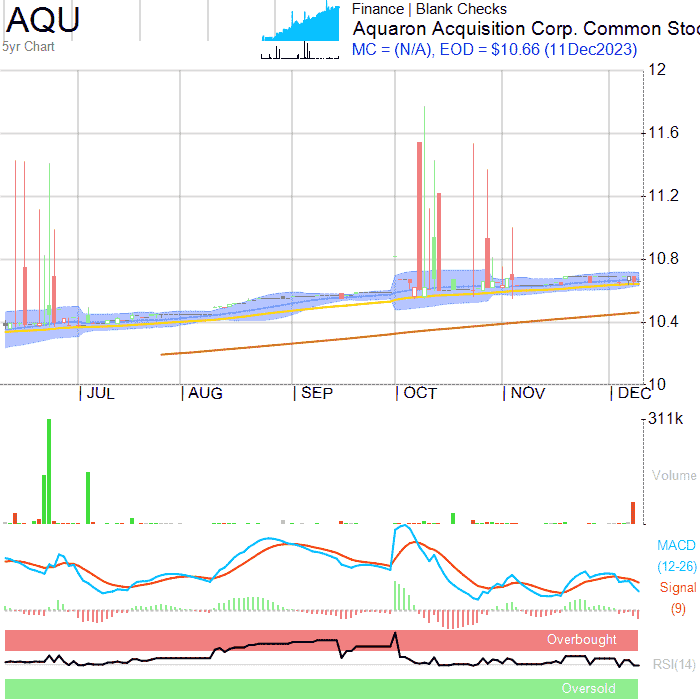 AQU
5yr Chart
Finance | Blank Checks
Aquaron Acquisition Corp. Common Stoc
MC = (N/A), EOD = $10.66 (11Dec2023)
12
11.6
11.2
10.8
10.4
10
JUL AUG SEP OCT NOV DEC
311k
Volume
MACD
(12-26)
Signal
(9)
Overbought
RSI(14)
Oversold